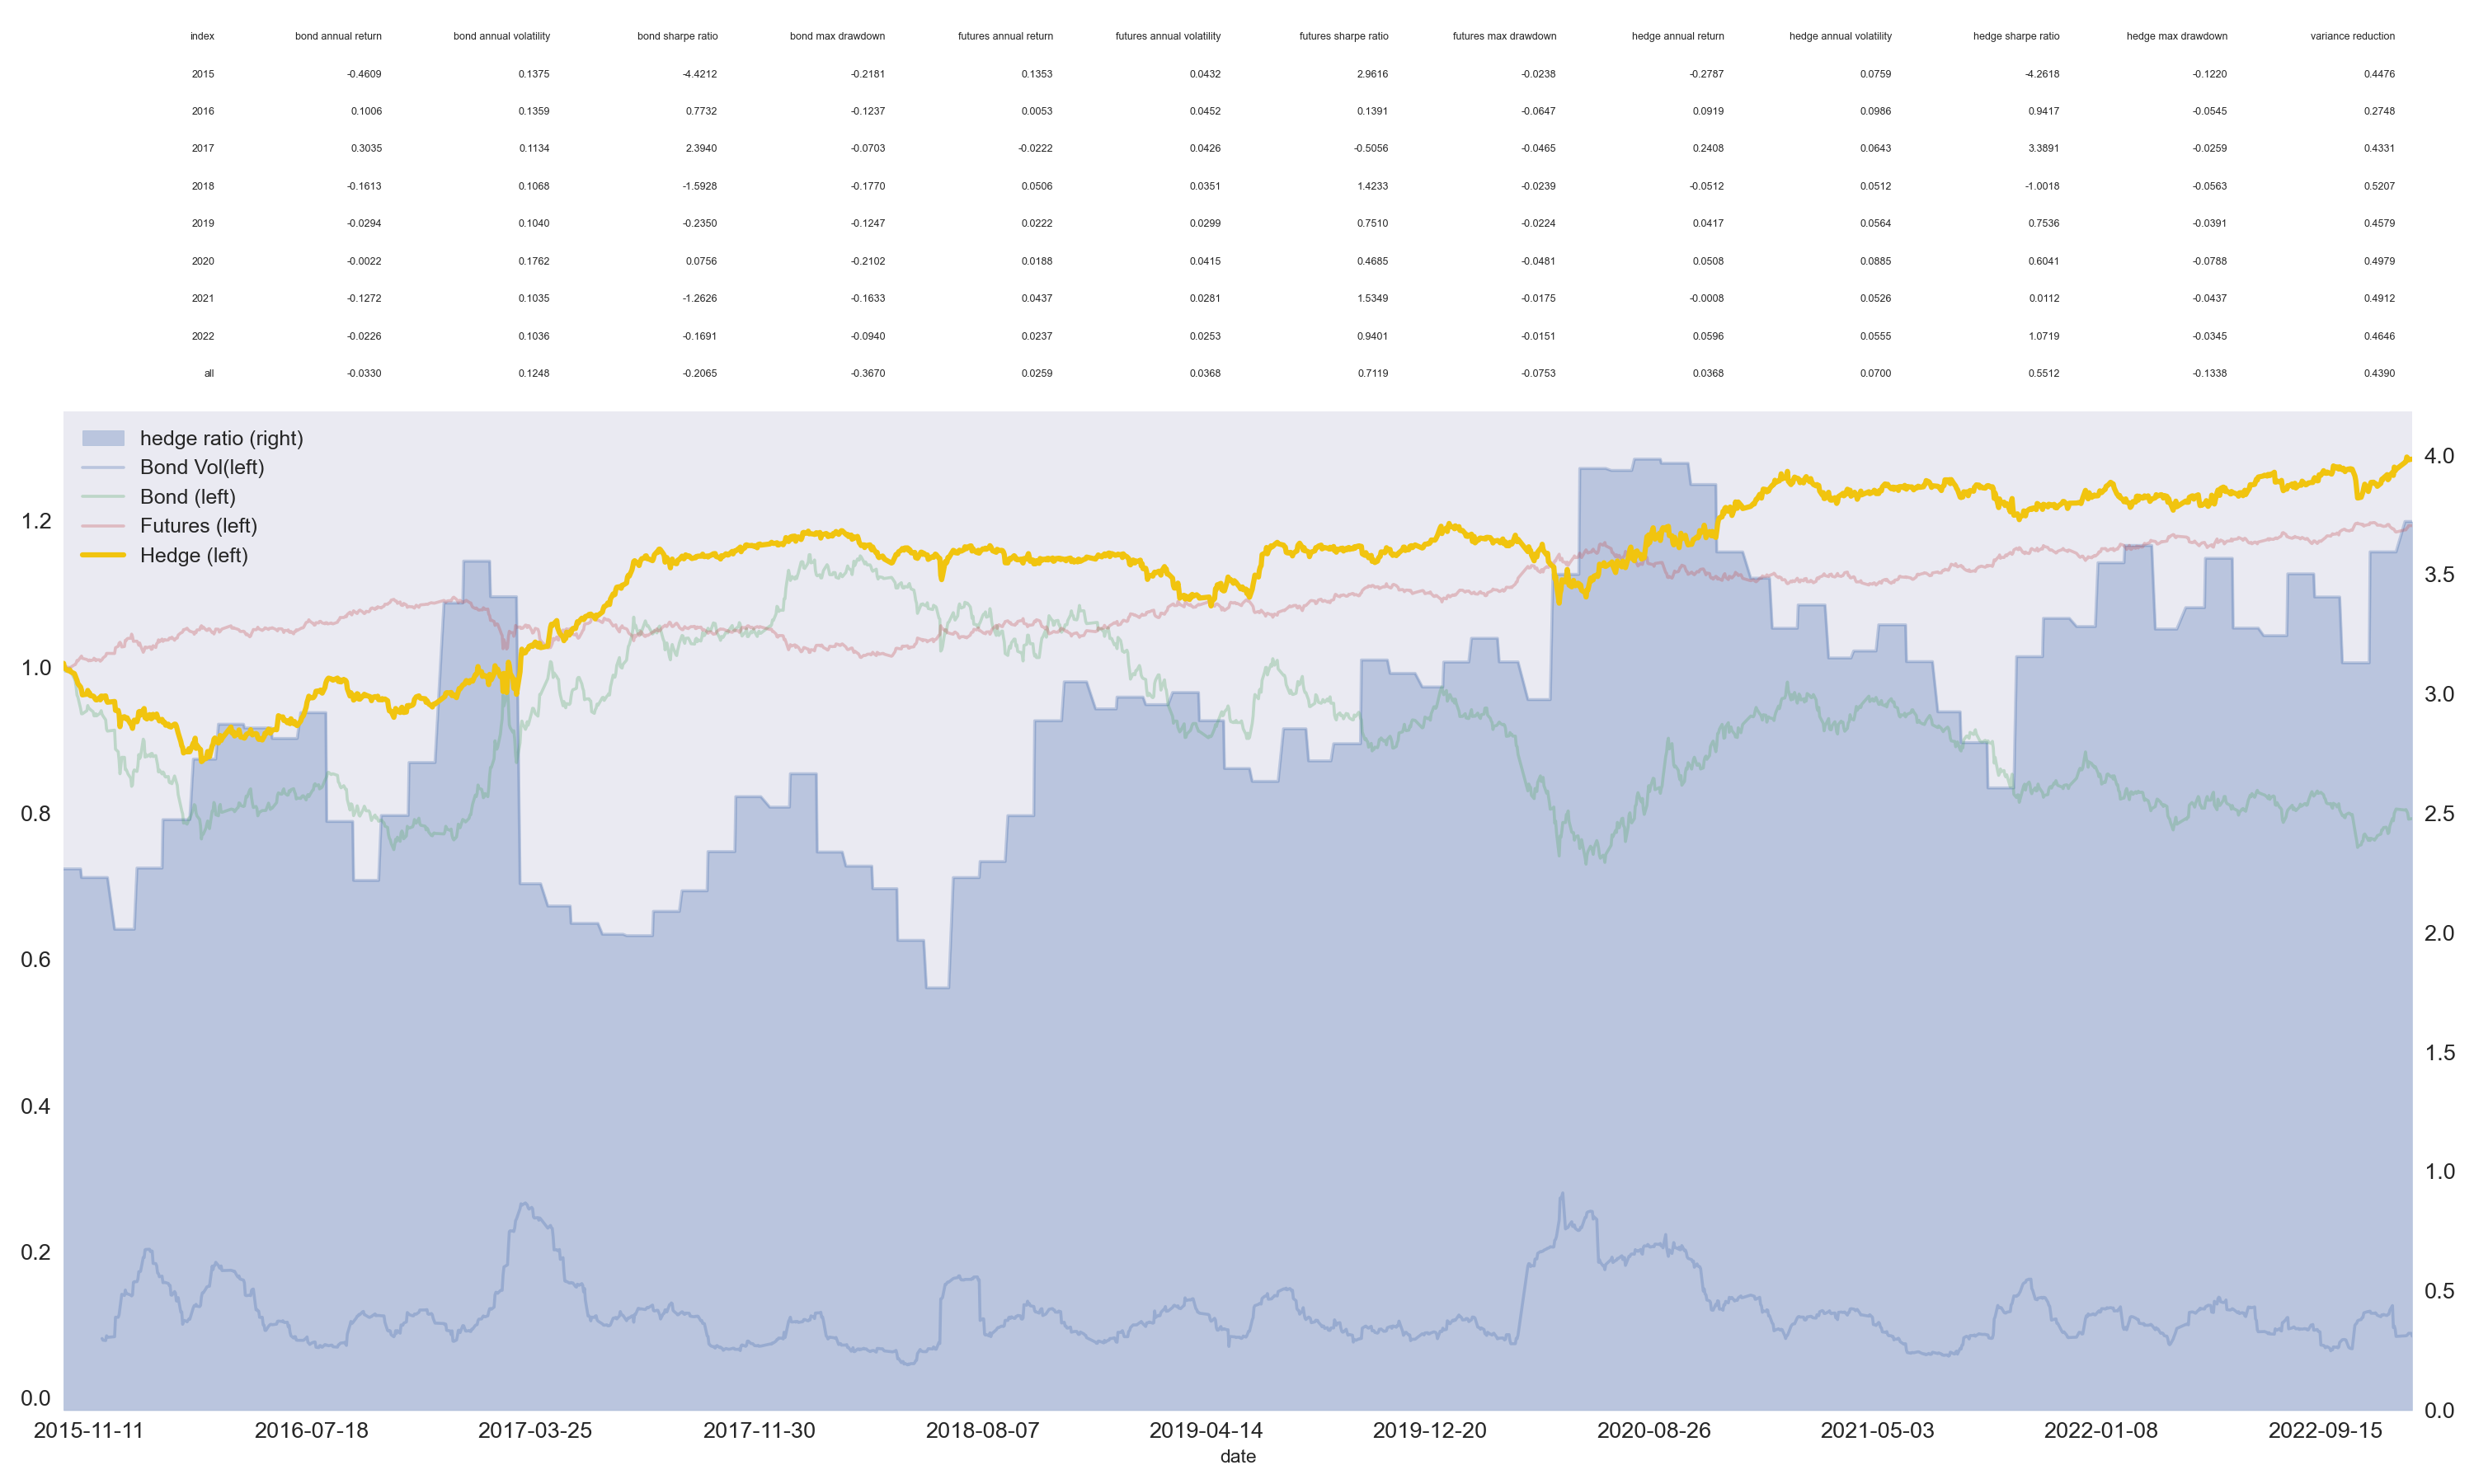 index bond annual return bond annual volatility bond sharpe ratio bond max drawdown futures annual return futures annual volatility futures sharpe ratio futures max drawdown hedge annual return hedge annual volatility hedge sharpe ratio hedge max drawdown variance reduction
2015 -0.4609 0.1375 -4.4212 -0.2181 0.1353 0.0432 2.9616 -0.0238 -0.2787 0.0759 -4.2618 -0.1220 0.4476
2016 0.1006 0.1359 0.7732 -0.1237 0.0053 0.0452 0.1391 -0.0647 0.0919 0.0986 0.9417 -0.0545 0.2748
2017 0.3035 0.1134 2.3940 -0.0703 -0.0222 0.0426 -0.5056 -0.0465 0.2408 0.0643 3.3891 -0.0259 0.4331
2018 -0.1613 0.1068 -1.5928 -0.1770 0.0506 0.0351 1.4233 -0.0239 -0.0512 0.0512 -1.0018 -0.0563 0.5207
2019 -0.0294 0.1040 -0.2350 -0.1247 0.0222 0.0299 0.7510 -0.0224 0.0417 0.0564 0.7536 -0.0391 0.4579
2020 -0.0022 0.1762 0.0756 -0.2102 0.0188 0.0415 0.4685 -0.0481 0.0508 0.0885 0.6041 -0.0788 0.4979
2021 -0.1272 0.1035 -1.2626 -0.1633 0.0437 0.0281 1.5349 -0.0175 -0.0008 0.0526 0.0112 -0.0437 0.4912
2022 -0.0226 0.1036 -0.1691 -0.0940 0.0237 0.0253 0.9401 -0.0151 0.0596 0.0555 1.0719 -0.0345 0.4646
all -0.0330 0.1248 -0.2065 -0.3670 0.0259 0.0368 0.7119 -0.0753 0.0368 0.0700 0.5512 -0.1338 0.4390
hedge ratio (right)
Bond Vol(left)
Bond (left)
Futures (left)
Hedge (left)
1.2
1.0
0.8
0.6
0.4
0.2
0.0
4.0
3.5
3.0
2.5
2.0
1.5
1.0
0.5
0.0
2015-11-11 2016-07-18 2017-03-25 2017-11-30 2018-08-07 2019-04-14 2019-12-20 2020-08-26 2021-05-03 2022-01-08 2022-09-15
date